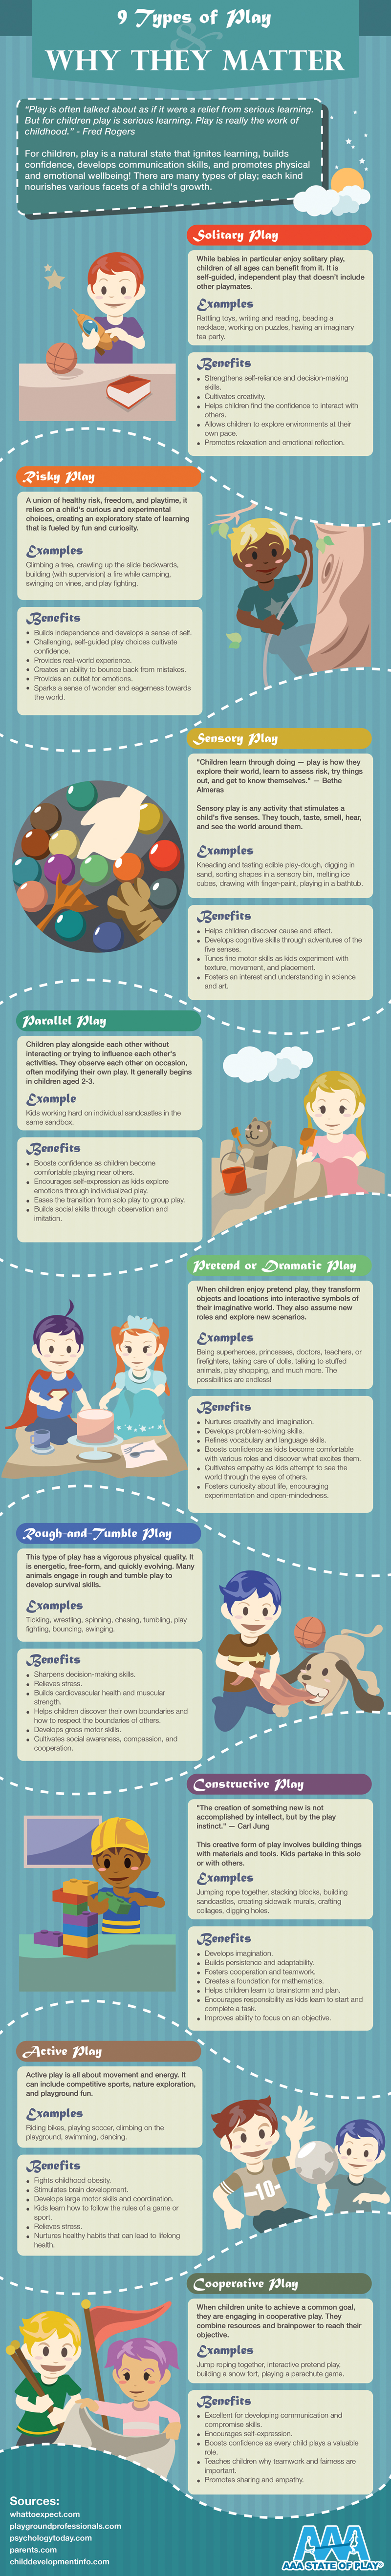 9 Types of Play
&
WHY THEY MATTER
"Play is often talked about as if it were a relief from serious learning.
But for children play is serious learning. Play is really the work of
childhood." - Fred Rogers
For children, play is a natural state that ignites learning, builds
confidence, develops communication skills, and promotes physical
and emotional wellbeing! There are many types of play; each kind
nourishes various facets of a child's growth.
Solitary Play
While babies in particular enjoy solitary play,
children of all ages can benefit from it. It is
self-guided, independent play that doesn't include
other playmates.
Examples
Rattling toys, writing and reading, beading a
necklace, working on puzzles, having an imaginary
tea party.
Benefits
• Strengthens self-reliance and decision-making
skills.
• Cultivates creativity.
• Helps children find the confidence to interact with
others.
• Allows children to explore environments at their
own pace.
• Promotes relaxation and emotional reflection.
Risky Play
A union of healthy risk, freedom, and playtime, it
relies on a child's curious and experimental
choices, creating an exploratory state of learning
that is fueled by fun and curiosity.
Examples
Climbing a tree, crawling up the slide backwards,
building (with supervision) a fire while camping,
swinging on vines, and play fighting.
Benefits
• Builds independence and develops a sense of self.
• Challenging, self-guided play choices cultivate
confidence.
• Provides real-world experience.
• Creates an ability to bounce back from mistakes.
• Provides an outlet for emotions.
• Sparks a sense of wonder and eagerness towards
the world.
Sensory Play
"Children learn through doing — play is how they
explore their world, learn to assess risk, try things
out, and get to know themselves." — Bethe
Almeras
Sensory play is any activity that stimulates a
child's five senses. They touch, taste, smell, hear,
and see the world around them.
Examples
Kneading and tasting edible play-dough, digging in
sand, sorting shapes in a sensory bin, melting ice
cubes, drawing with finger-paint, playing in a bathtub.
Benefits
• Helps children discover cause and effect.
• Develops cognitive skills through adventures of the
five senses.
• Tunes fine motor skills as kids experiment with
texture, movement, and placement.
• Fosters an interest and understanding in science
and art.
Parallel Play
Children play alongside each other without
interacting or trying to influence each other's
activities. They observe each other on occasion,
often modifying their own play. It generally begins
in children aged 2-3.
Example
Kids working hard on individual sandcastles in the
same sandbox.
Benefits
• Boosts confidence as children become
comfortable playing near others.
• Encourages self-expression as kids explore
emotions through individualized play.
• Eases the transition from solo play to group play.
• Builds social skills through observation and
imitation.
Pretend or Dramatic Play
When children enjoy pretend play, they transform
objects and locations into interactive symbols of
their imaginative world. They also assume new
roles and explore new scenarios.
Examples
Being superheroes, princesses, doctors, teachers, or
firefighters, taking care of dolls, talking to stuffed
animals, play shopping, and much more. The
possibilities are endless!
Benefits
• Nurtures creativity and imagination.
• Develops problem-solving skills.
• Refines vocabulary and language skills.
• Boosts confidence as kids become comfortable
with various roles and discover what excites them.
• Cultivates empathy as kids attempt to see the
world through the eyes of others.
• Fosters curiosity about life, encouraging
experimentation and open-mindedness.
Rough-and-Tumble Play
This type of play has a vigorous physical quality. It
is energetic, free-form, and quickly evolving. Many
animals engage in rough and tumble play to
develop survival skills.
Examples
Tickling, wrestling, spinning, chasing, tumbling, play
fighting, bouncing, swinging.
Benefits
• Sharpens decision-making skills.
• Relieves stress.
• Builds cardiovascular health and muscular
strength.
• Helps children discover their own boundaries and
how to respect the boundaries of others.
• Develops gross motor skills.
• Cultivates social awareness, compassion, and
cooperation.
Constructive Play
"The creation of something new is not
accomplished by intellect, but by the play
instinct." — Carl Jung
This creative form of play involves building things
with materials and tools. Kids partake in this solo
or with others.
Examples
Jumping rope together, stacking blocks, building
sandcastles, creating sidewalk murals, crafting
collages, digging holes.
Benefits
• Develops imagination.
• Builds persistence and adaptability.
• Fosters cooperation and teamwork.
• Creates a foundation for mathematics.
• Helps children learn to brainstorm and plan.
• Encourages responsibility as kids learn to start and
complete a task.
• Improves ability to focus on an objective.
Active Play
Active play is all about movement and energy. It
can include competitive sports, nature exploration,
and playground fun.
Examples
Riding bikes, playing soccer, climbing on the
playground, swimming, dancing.
Benefits
• Fights childhood obesity.
• Stimulates brain development.
• Develops large motor skills and coordination.
• Kids learn how to follow the rules of a game or
sport.
• Relieves stress.
• Nurtures healthy habits that can lead to lifelong
health.
-10-
Cooperative Play
When children unite to achieve a common goal,
they are engaging in cooperative play. They
combine resources and brainpower to reach their
objective.
Examples
Jump roping together, interactive pretend play,
building a snow fort, playing a parachute game.
Benefits
• Excellent for developing communication and
compromise skills.
• Encourages self-expression.
• Boosts confidence as every child plays a valuable
role.
• Teaches children why teamwork and fairness are
important.
• Promotes sharing and empathy.
Sources:
whattoexpect.com
playgroundprofessionals.com
psychologytoday.com
parents.com
childdevelopmentinfo.com
AAA STATE OF PLAY